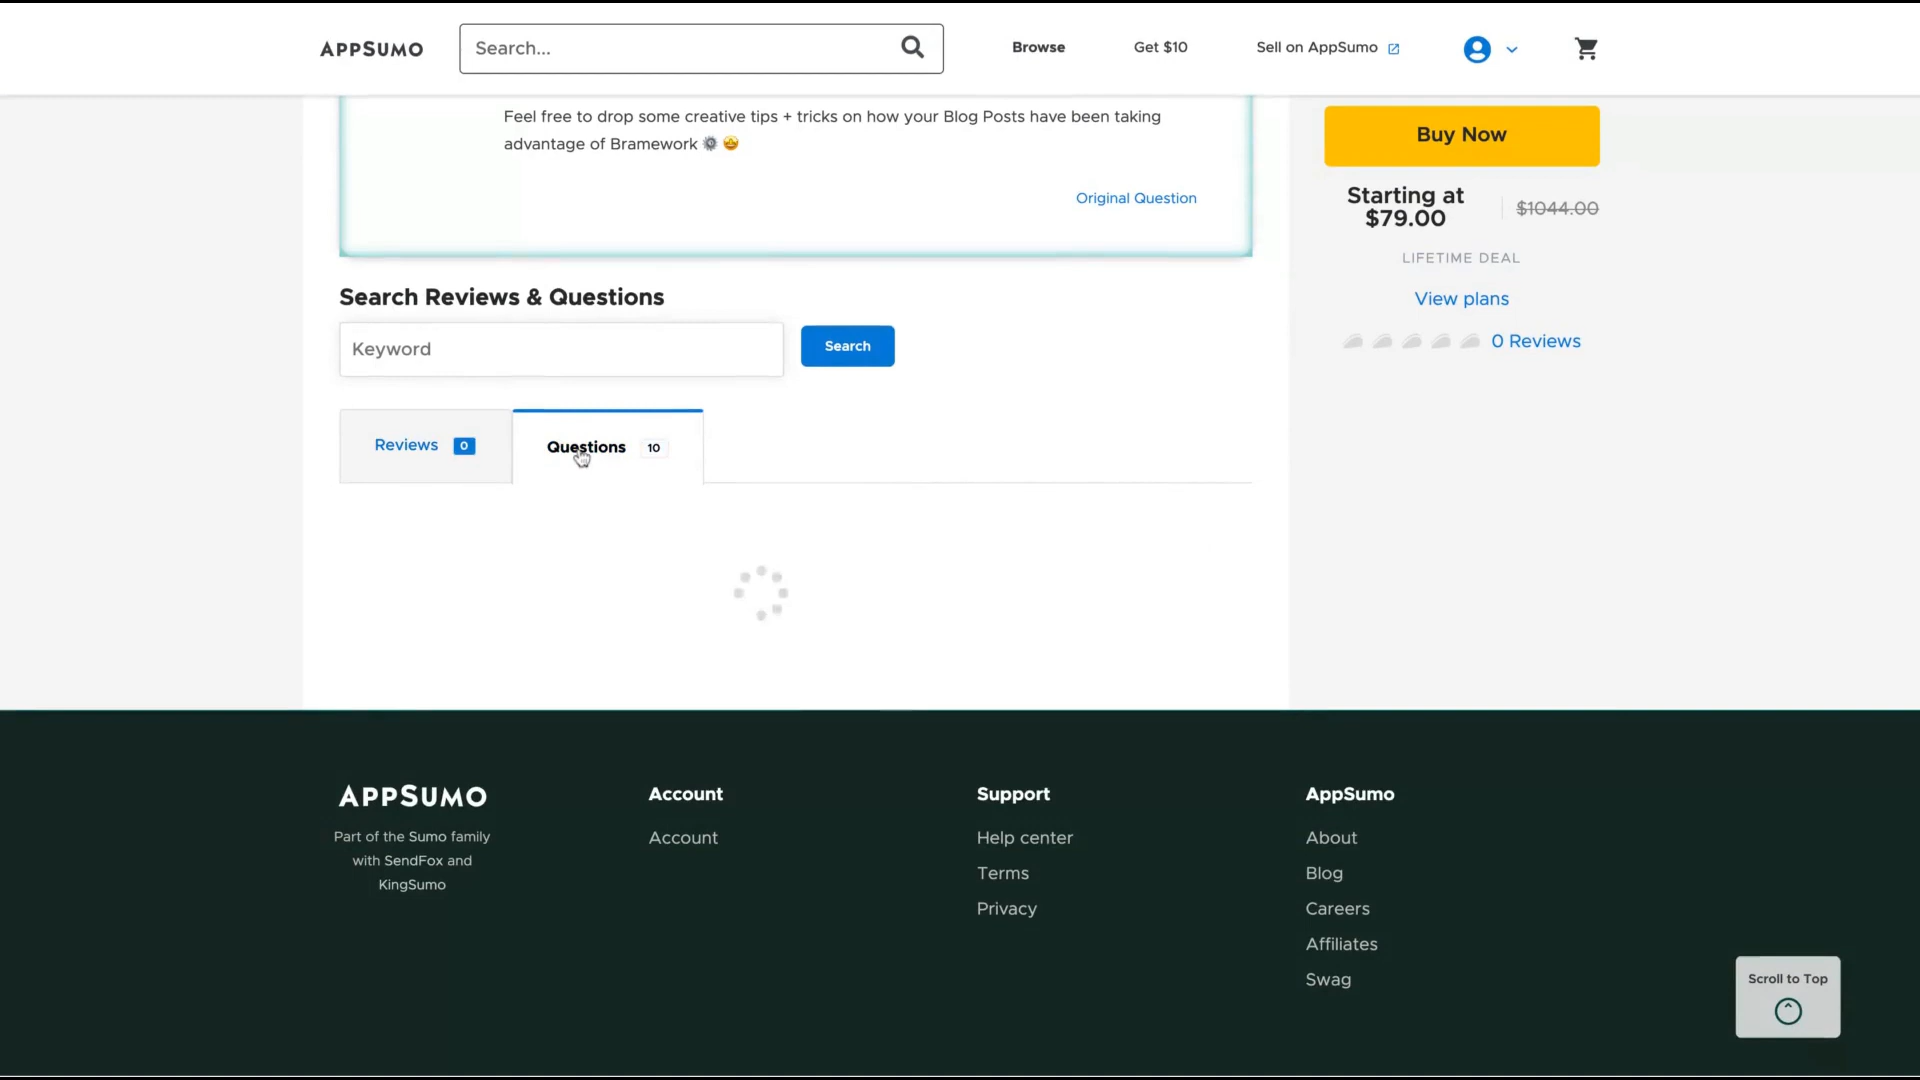 APPSUMO
Search...
Browse
Get $10
Sell on AppSumo
Feel free to drop some creative tips + tricks on how your Blog Posts have been taking
advantage of Bramework ⚙️ 🤩
Original Question
Buy Now
Starting at
$79.00
$1044.00
LIFETIME DEAL
View plans
0 Reviews
Search Reviews & Questions
Keyword
Search
Reviews 0
Questions 10
APPSUMO
Part of the Sumo family
with SendFox and
KingSumo
Account
Account
Support
Help center
Terms
Privacy
AppSumo
About
Blog
Careers
Affiliates
Swag
Scroll to Top